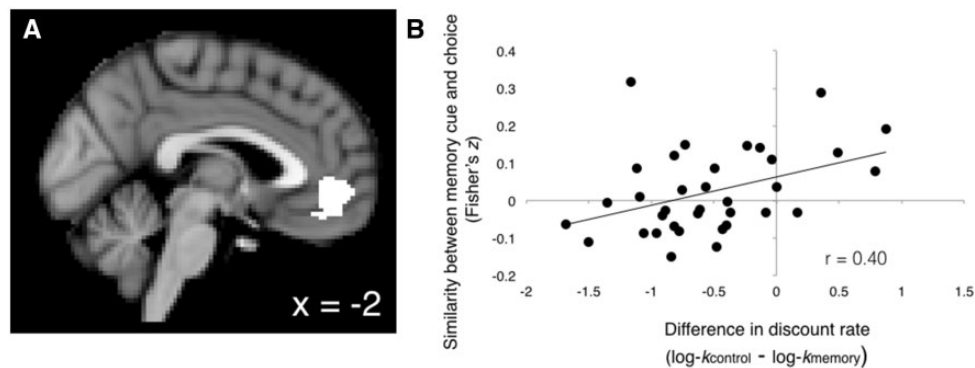 A
x = -2
B
Similarity between memory cue and choice
(Fisher's z)
0.4
0.3
0.2
0.1
0
-0.1
-0.2
-2
-1.5
-1
-0.5
0
0.5
1
1.5
r = 0.40
Difference in discount rate
(log-kcontrol - log-kmemory)